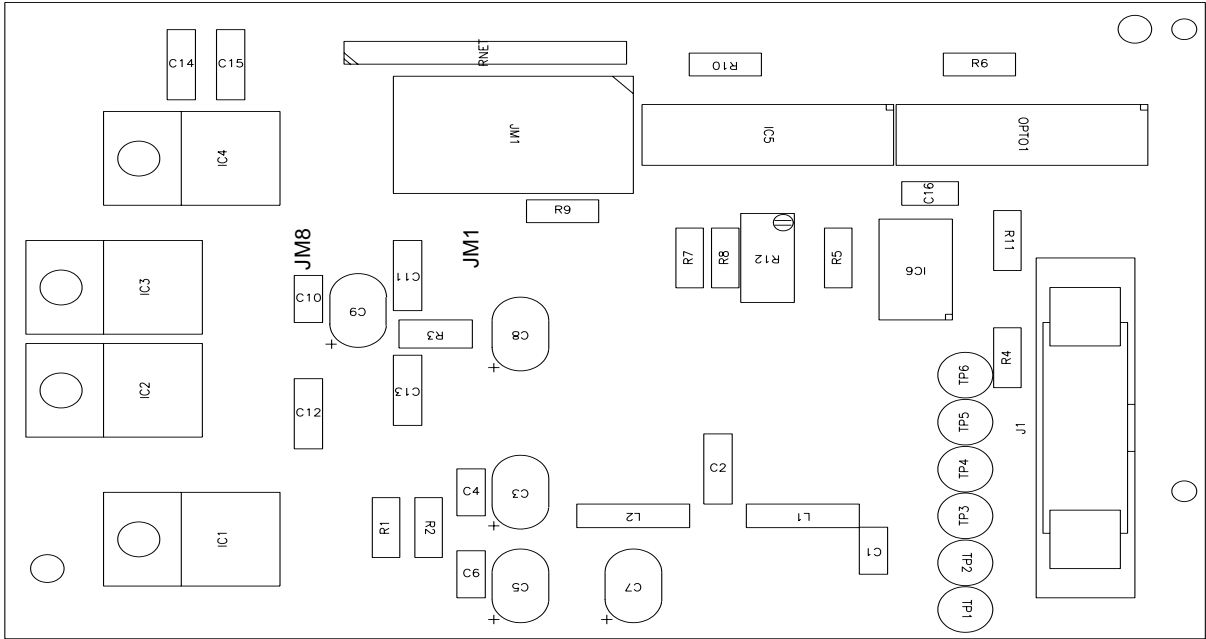 RNET
C14
C15
R10
R6
IC4
JM1
IC5
OPTO1
C16
R9
R11
JM8
JM1
IC3
C10
C9
C11
R7
R8
R12
R5
IC6
R3
C8
R4
TP6
IC2
C12
C13
TP5
J1
C2
TP4
C4
C3
IC1
R1
R2
L2
L1
TP3
C1
TP2
C6
C5
C7
TP1